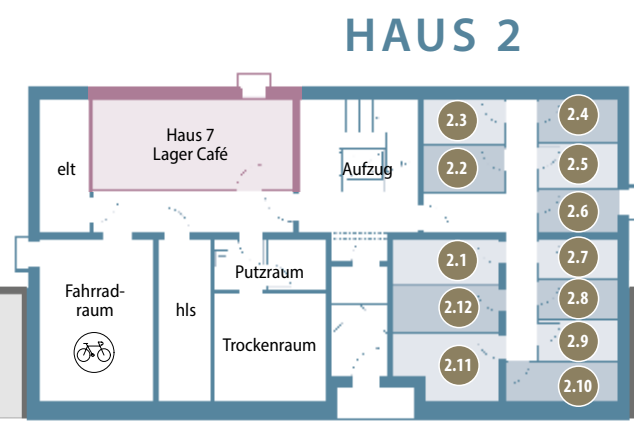 HAUS 2
Haus 7
Lager Café
elt
Aufzug
2.3
2.4
2.2
2.5
2.6
2.1
2.7
Putzraum
Fahrrad-
raum
hls
2.12
2.8
Trockenraum
2.9
2.11
2.10